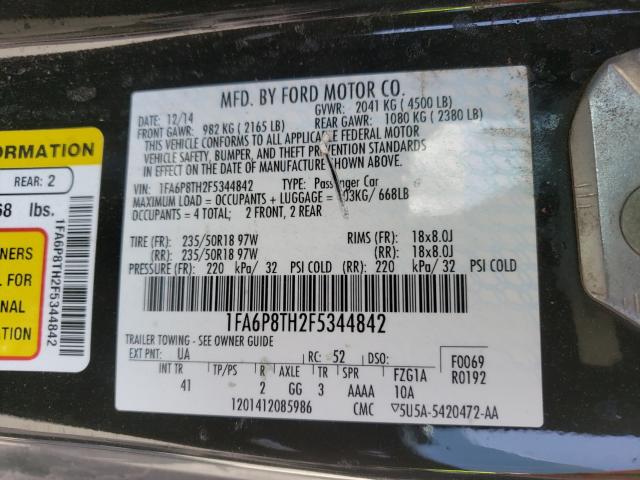 MFD. BY FORD MOTOR CO.
DATE: 12/14 GVWR: 2041 KG ( 4500 LB)
FRONT GAWR: 982 KG ( 2165 LB) REAR GAWR: 1080 KG ( 2380 LB)
THIS VEHICLE CONFORMS TO ALL APPLICABLE FEDERAL MOTOR
VEHICLE SAFETY, BUMPER, AND THEFT PREVENTION STANDARDS
IN EFFECT ON THE DATE OF MANUFACTURE SHOWN ABOVE.
VIN: 1FA6P8TH2F5344842 TYPE: Passenger Car
MAXIMUM LOAD = OCCUPANTS + LUGGAGE = 03KG/ 668LB
OCCUPANTS = 4 TOTAL; 2 FRONT, 2 REAR
TIRE (FR): 235/50R18 97W RIMS (FR): 18x8.0J
(RR): 235/50R18 97W (RR): 18x8.0J
PRESSURE (FR): 220 kPa/ 32 PSI COLD (RR): 220 kPa/ 32 PSI COLD
1FA6P8TH2F5344842
TRAILER TOWING - SEE OWNER GUIDE
EXT PNT: UA RC: 52 DSO: F0069
INT TR TP/PS R AXLE TR SPR FZG1A R0192
41 2 GG 3 AAAA 10A
1201412085986 CMC 5U5A-5420472-AA
ORMATION
REAR: 2
68 lbs.
WNERS
L FOR
ONAL
TION
1FA6P8TH2F5344842